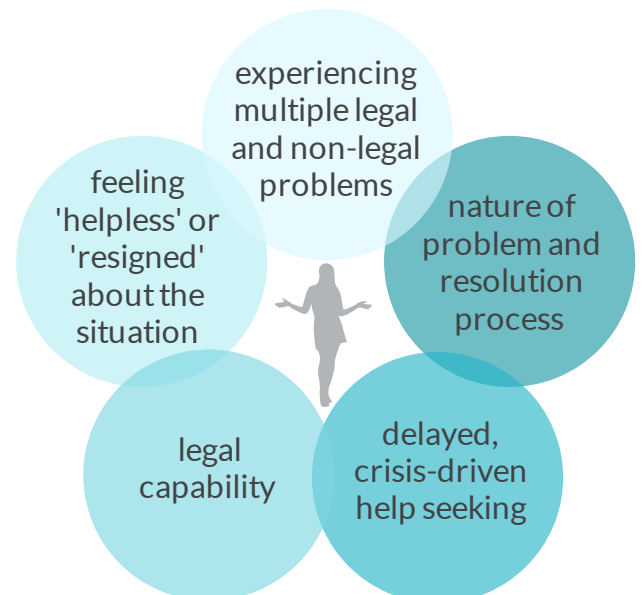 experiencing
multiple legal
and non-legal
problems
feeling
'helpless' or
'resigned'
about the
situation
nature of
problem and
resolution
process
legal
capability
delayed,
crisis-driven
help seeking